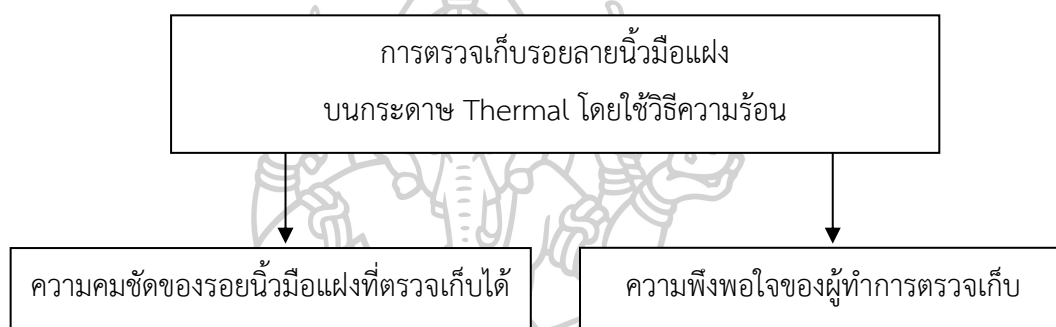 การตรวจเก็บรอยลายนิ้วมือแฝง
บนกระดาษ Thermal โดยใช้วิธีความร้อน
ความคมชัดของรอยนิ้วมือแฝงที่ตรวจเก็บได้
ความพึงพอใจของผู้ทำการตรวจเก็บ